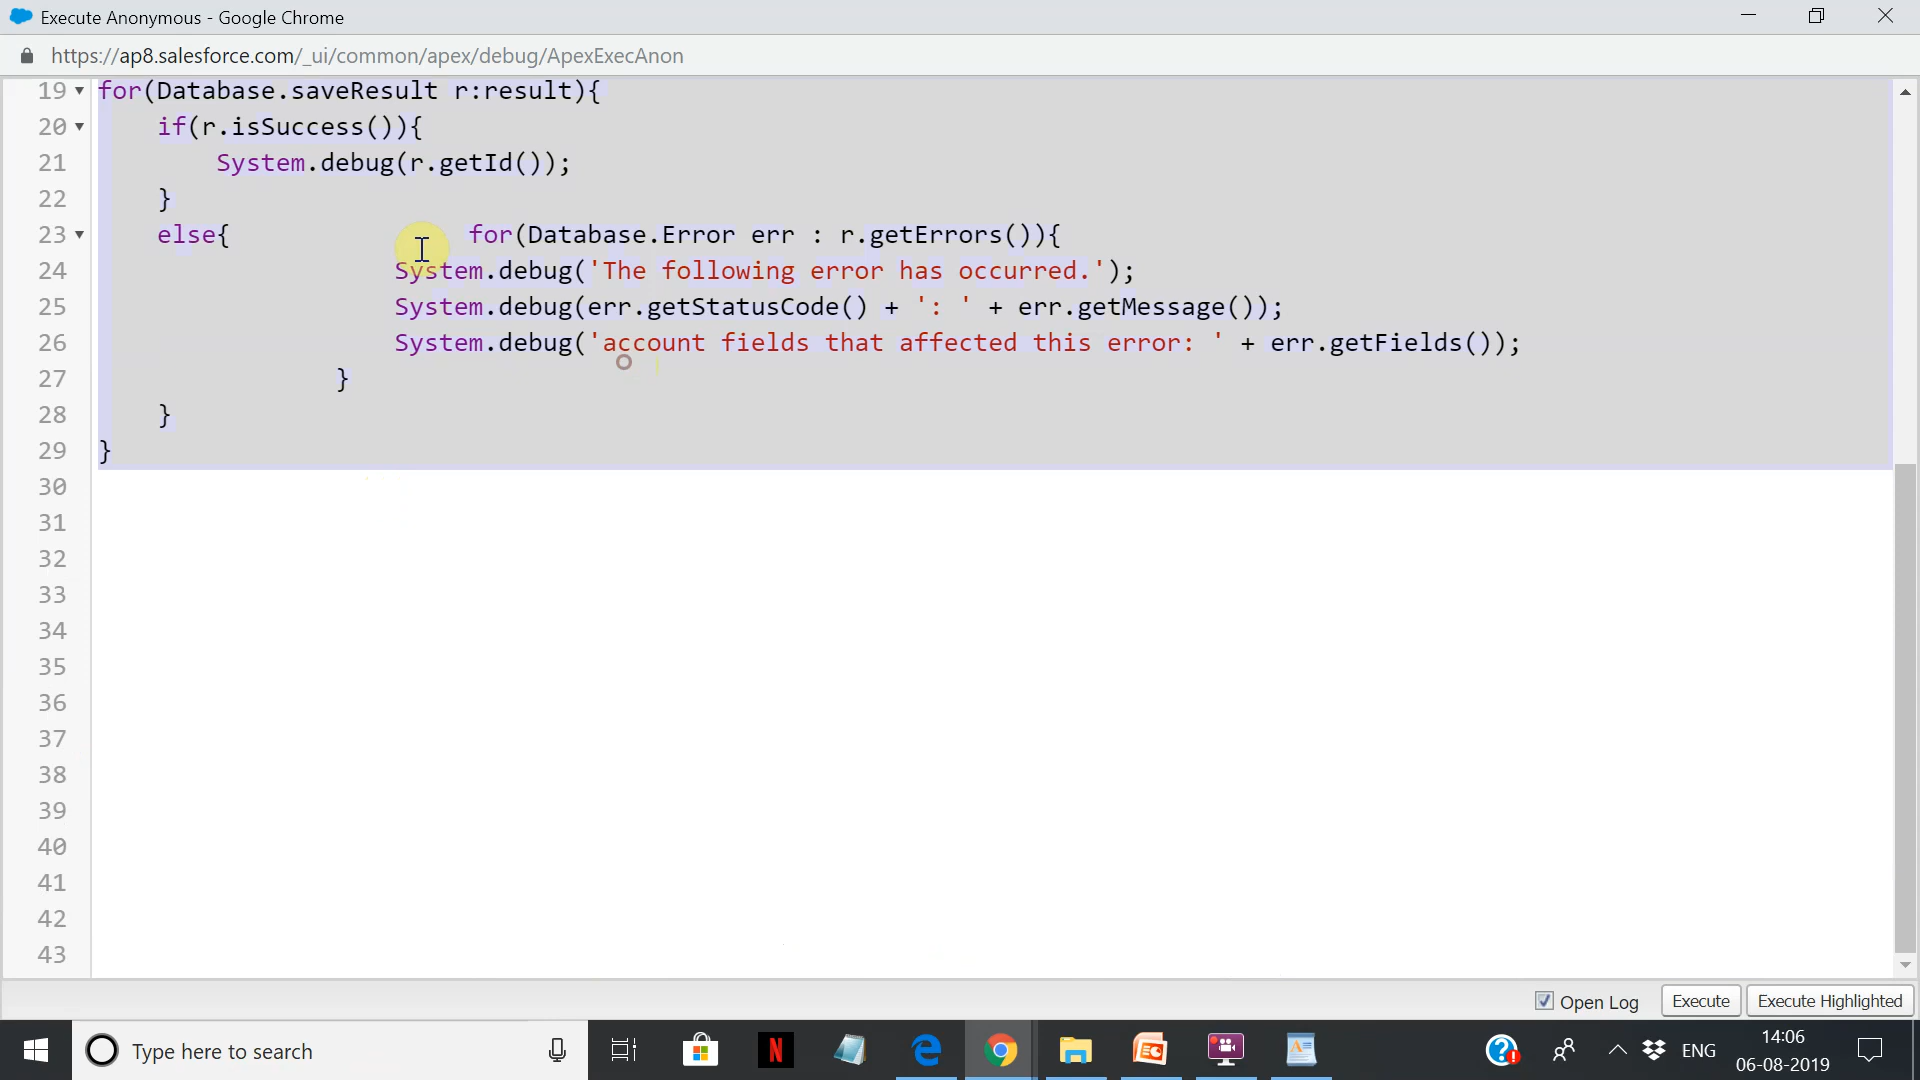 Execute Anonymous - Google Chrome
https://ap8.salesforce.com/_ui/common/apex/debug/ApexExecAnon
19 for(Database.saveResult r:result){
20 if(r.isSuccess()){
21 System.debug(r.getId());
22 }
23 else{ for(Database.Error err : r.getErrors()){
24 System.debug('The following error has occurred.');
25 System.debug(err.getStatusCode() + ': ' + err.getMessage());
26 System.debug('account fields that affected this error: ' + err.getFields());
27 }
28 }
29 }
30
31
32
33
34
35
36
37
38
39
40
41
42
43
Open Log Execute Execute Highlighted
Type here to search
N
ENG
14:06
06-08-2019